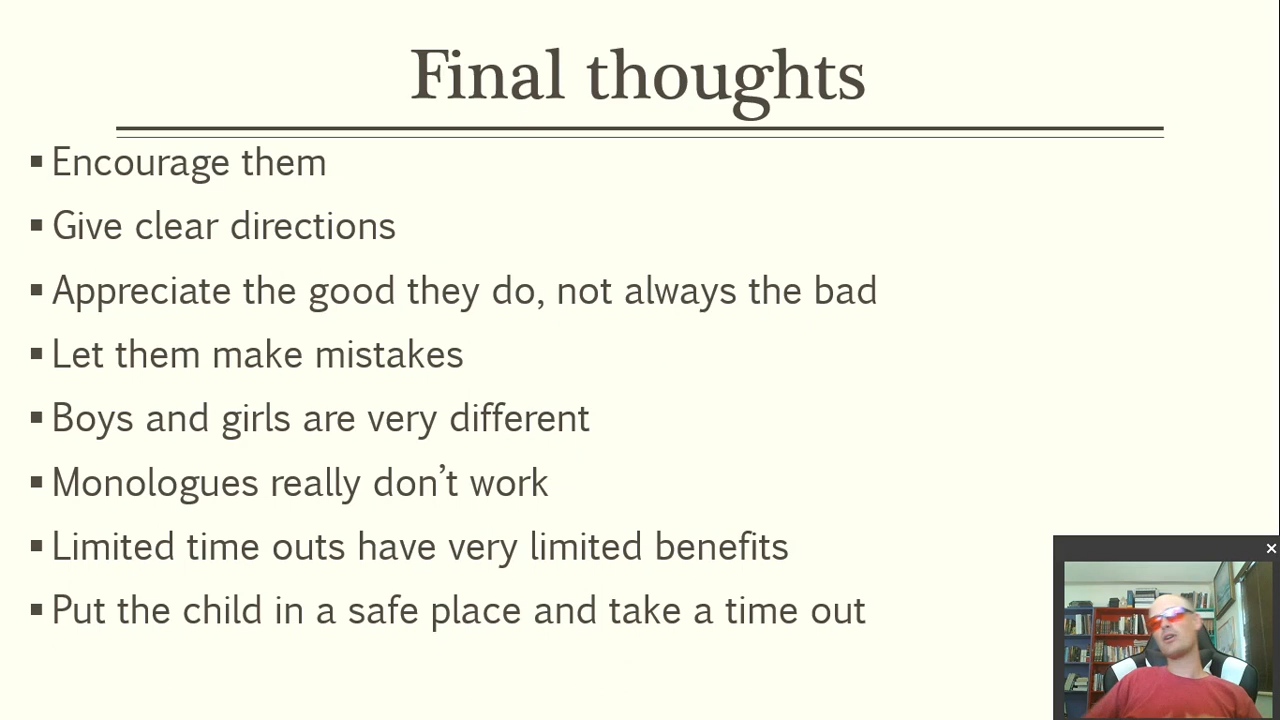 Final thoughts
Encourage them
Give clear directions
Appreciate the good they do, not always the bad
Let them make mistakes
Boys and girls are very different
Monologues really don’t work
Limited time outs have very limited benefits
Put the child in a safe place and take a time out